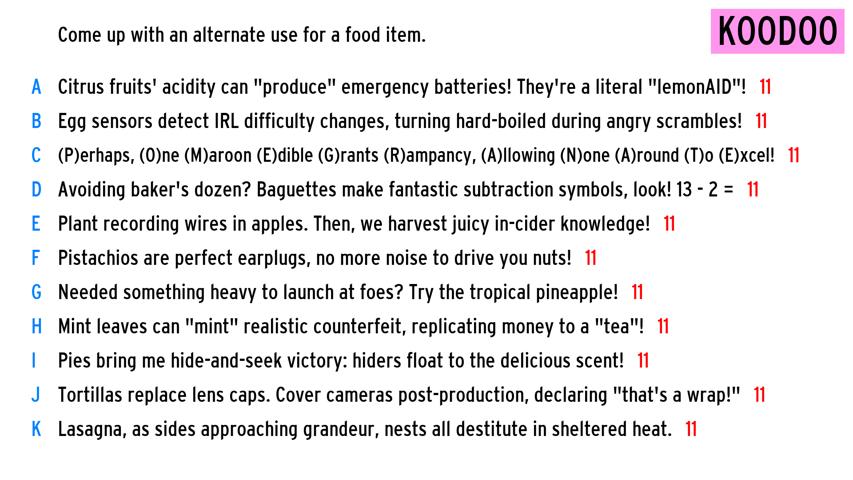 Come up with an alternate use for a food item.
KOODOO
A Citrus fruits' acidity can "produce" emergency batteries! They're a literal "lemonAID"! 11
B Egg sensors detect IRL difficulty changes, turning hard-boiled during angry scrambles! 11
C (P)erhaps, (O)ne (M)aroon (E)dible (G)rants (R)ampancy, (A)llowing (N)one (A)round (T)o (E)xcel! 11
D Avoiding baker's dozen? Baguettes make fantastic subtraction symbols, look! 13 - 2 = 11
E Plant recording wires in apples. Then, we harvest juicy in-cider knowledge! 11
F Pistachios are perfect earplugs, no more noise to drive you nuts! 11
G Needed something heavy to launch at foes? Try the tropical pineapple! 11
H Mint leaves can "mint" realistic counterfeit, replicating money to a "tea"! 11
I Pies bring me hide-and-seek victory: hiders float to the delicious scent! 11
J Tortillas replace lens caps. Cover cameras post-production, declaring "that's a wrap!" 11
K Lasagna, as sides approaching grandeur, nests all destitute in sheltered heat. 11